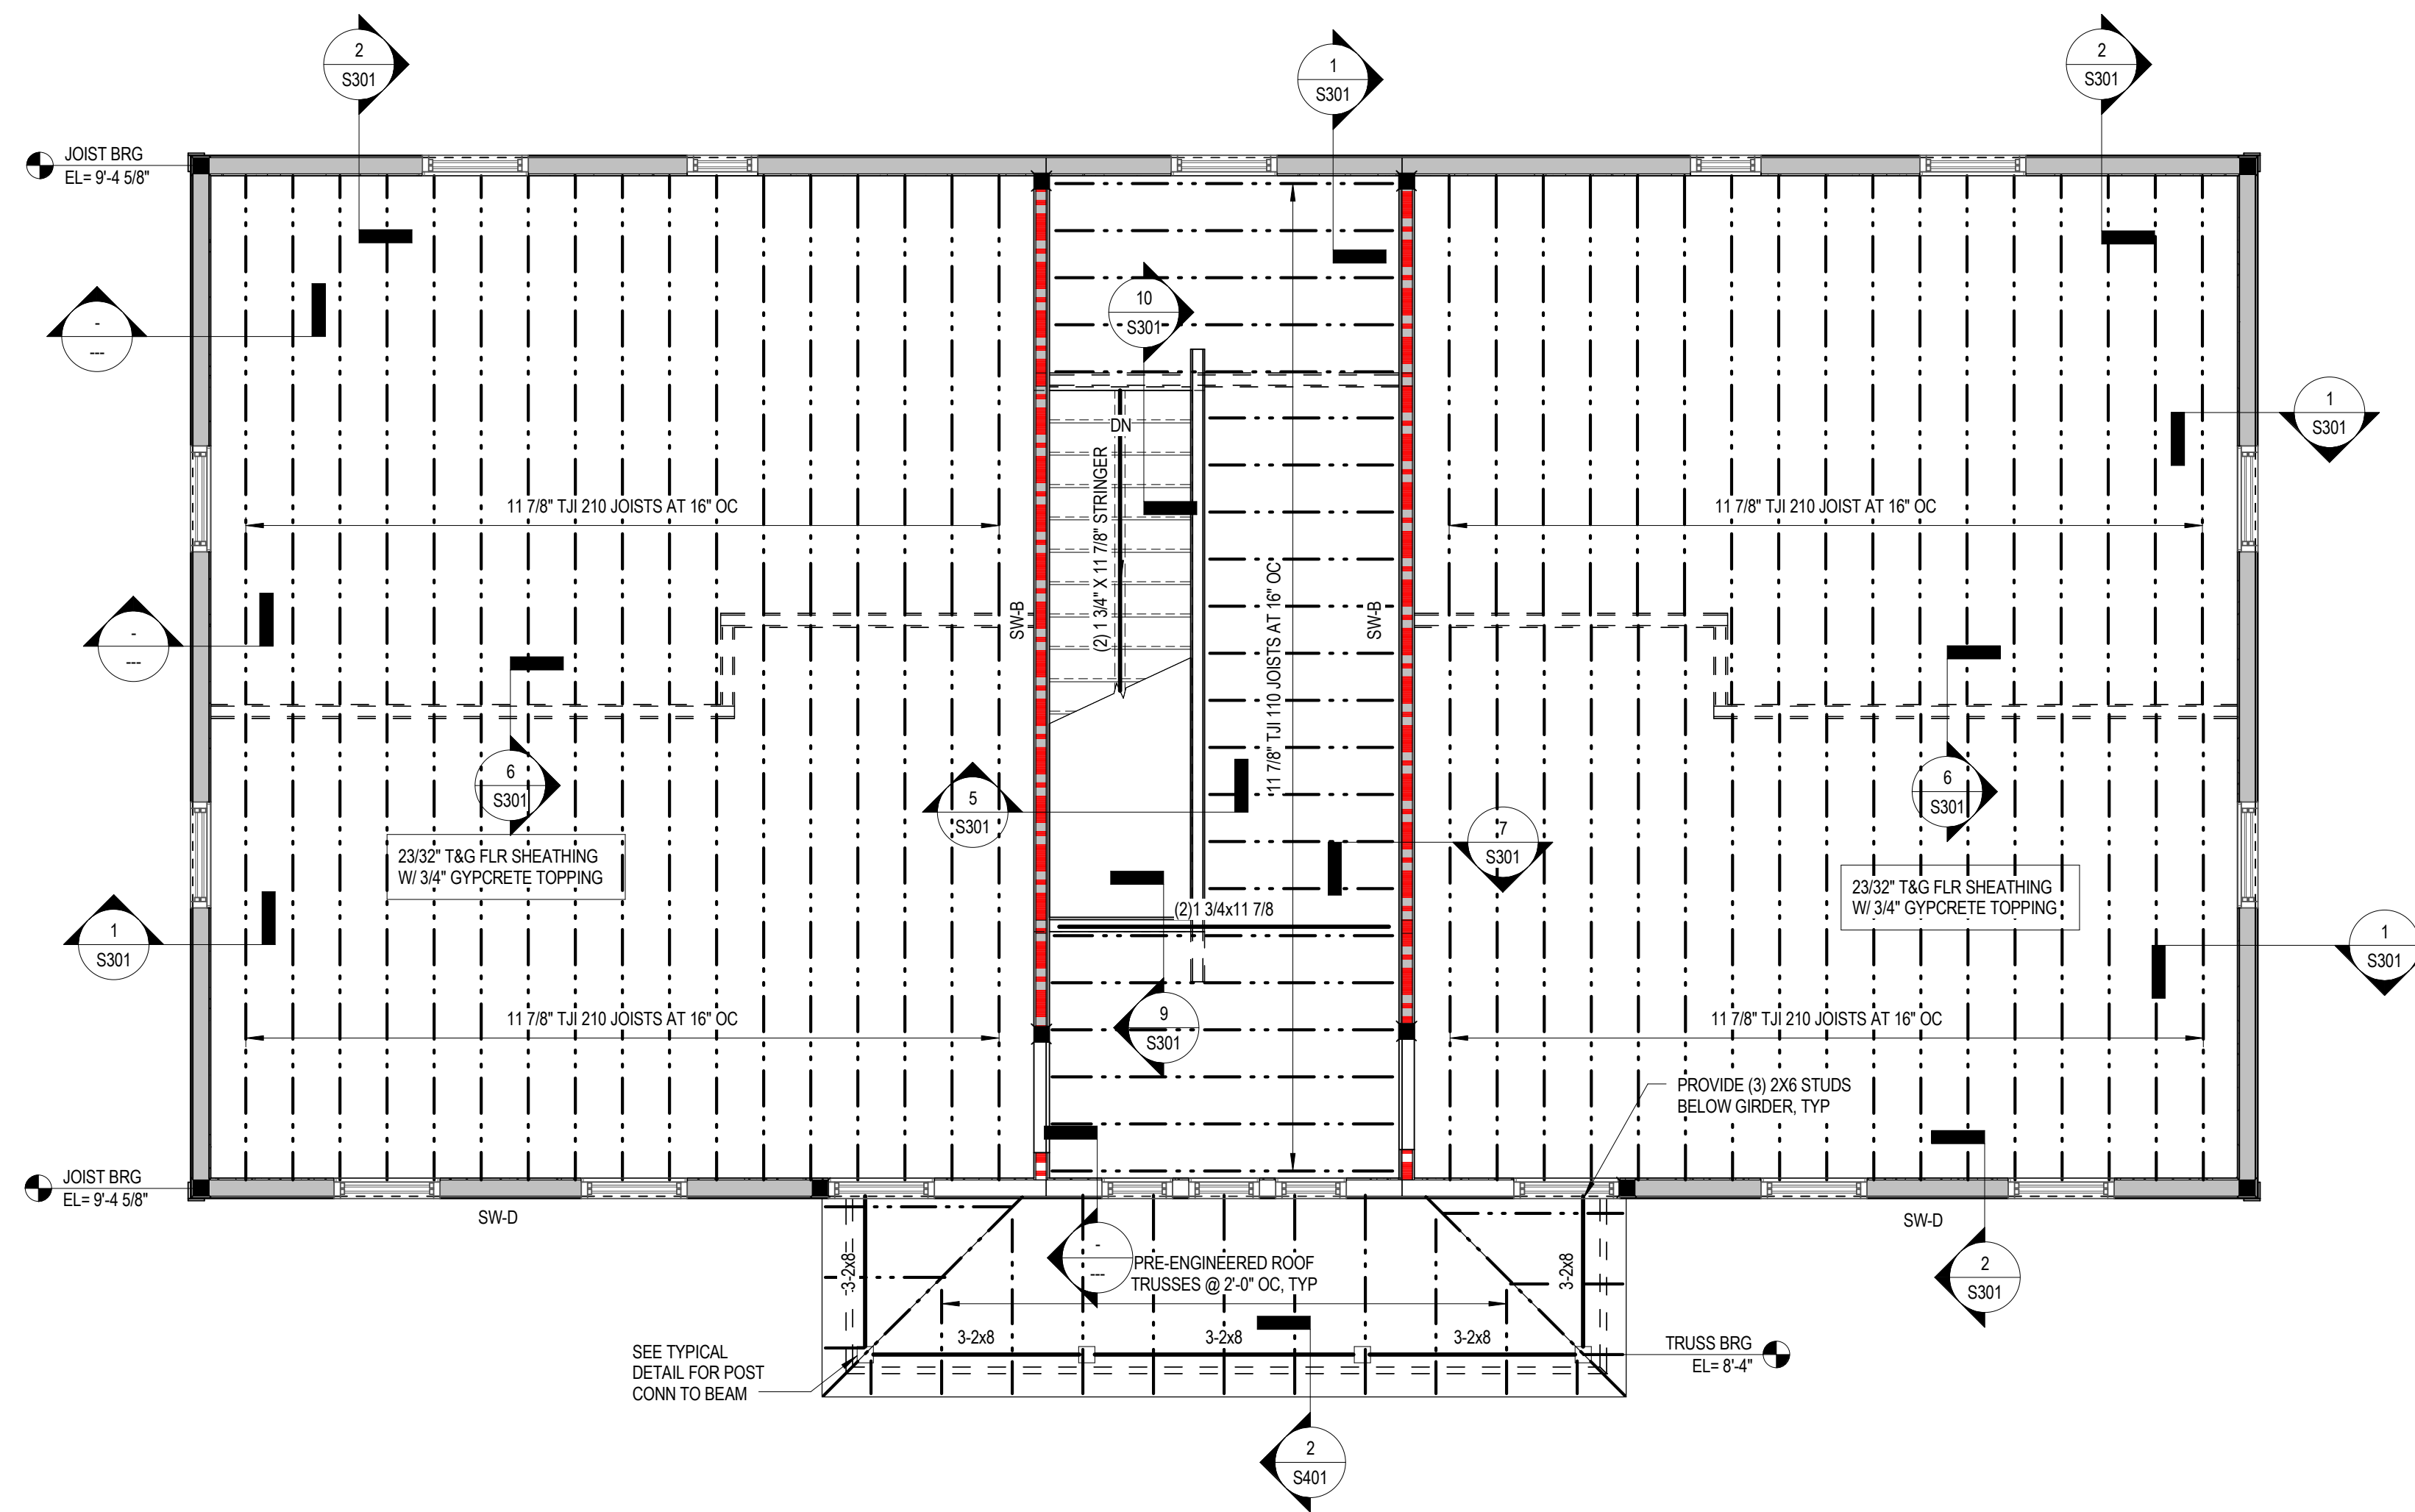 2
S301
1
S301
2
S301
JOIST BRG
EL= 9'-4 5/8"
10
S301
-
---
1
S301
DN
(2) 1 3/4" X 11 7/8" STRINGER
11 7/8" TJI 210 JOISTS AT 16" OC
11 7/8" TJI 210 JOIST AT 16" OC
SW-B
SW-B
11 7/8" TJI 110 JOISTS AT 16" OC
-
---
6
S301
6
S301
5
S301
7
S301
23/32" T&G FLR SHEATHING
W/ 3/4" GYPCRETE TOPPING
23/32" T&G FLR SHEATHING
W/ 3/4" GYPCRETE TOPPING
(2)1 3/4x11 7/8
1
S301
1
S301
9
S301
11 7/8" TJI 210 JOISTS AT 16" OC
11 7/8" TJI 210 JOISTS AT 16" OC
PROVIDE (3) 2X6 STUDS
BELOW GIRDER, TYP
JOIST BRG
EL= 9'-4 5/8"
SW-D
SW-D
3-2x8
-
---
PRE-ENGINEERED ROOF
TRUSSES @ 2'-0" OC, TYP
3-2x8
2
S301
3-2x8
3-2x8
3-2x8
SEE TYPICAL
DETAIL FOR POST
CONN TO BEAM
TRUSS BRG
EL= 8'-4"
2
S401